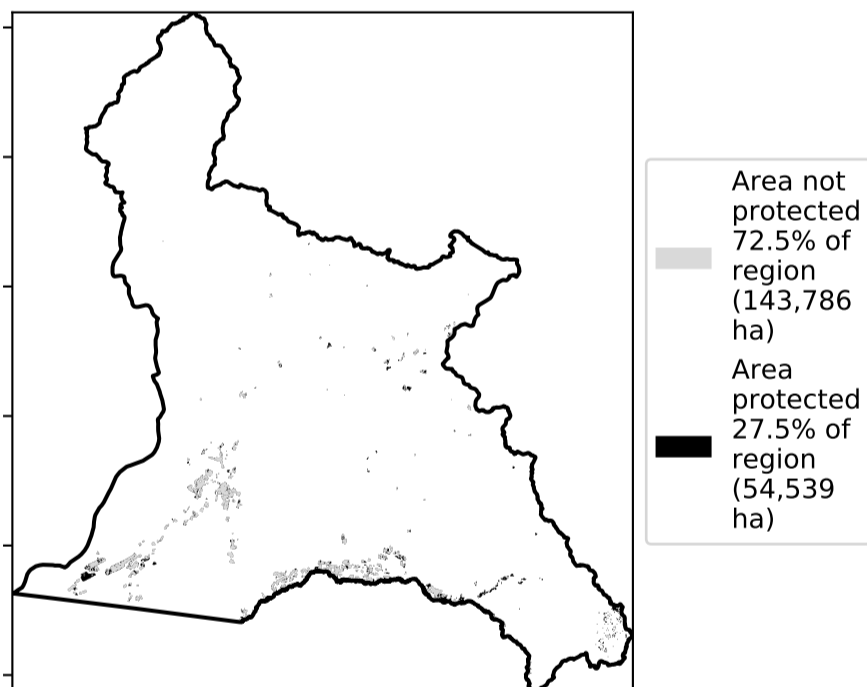 Area not
protected
72.5% of
region
(143,786
ha)
Area
protected
27.5% of
region
(54,539
ha)